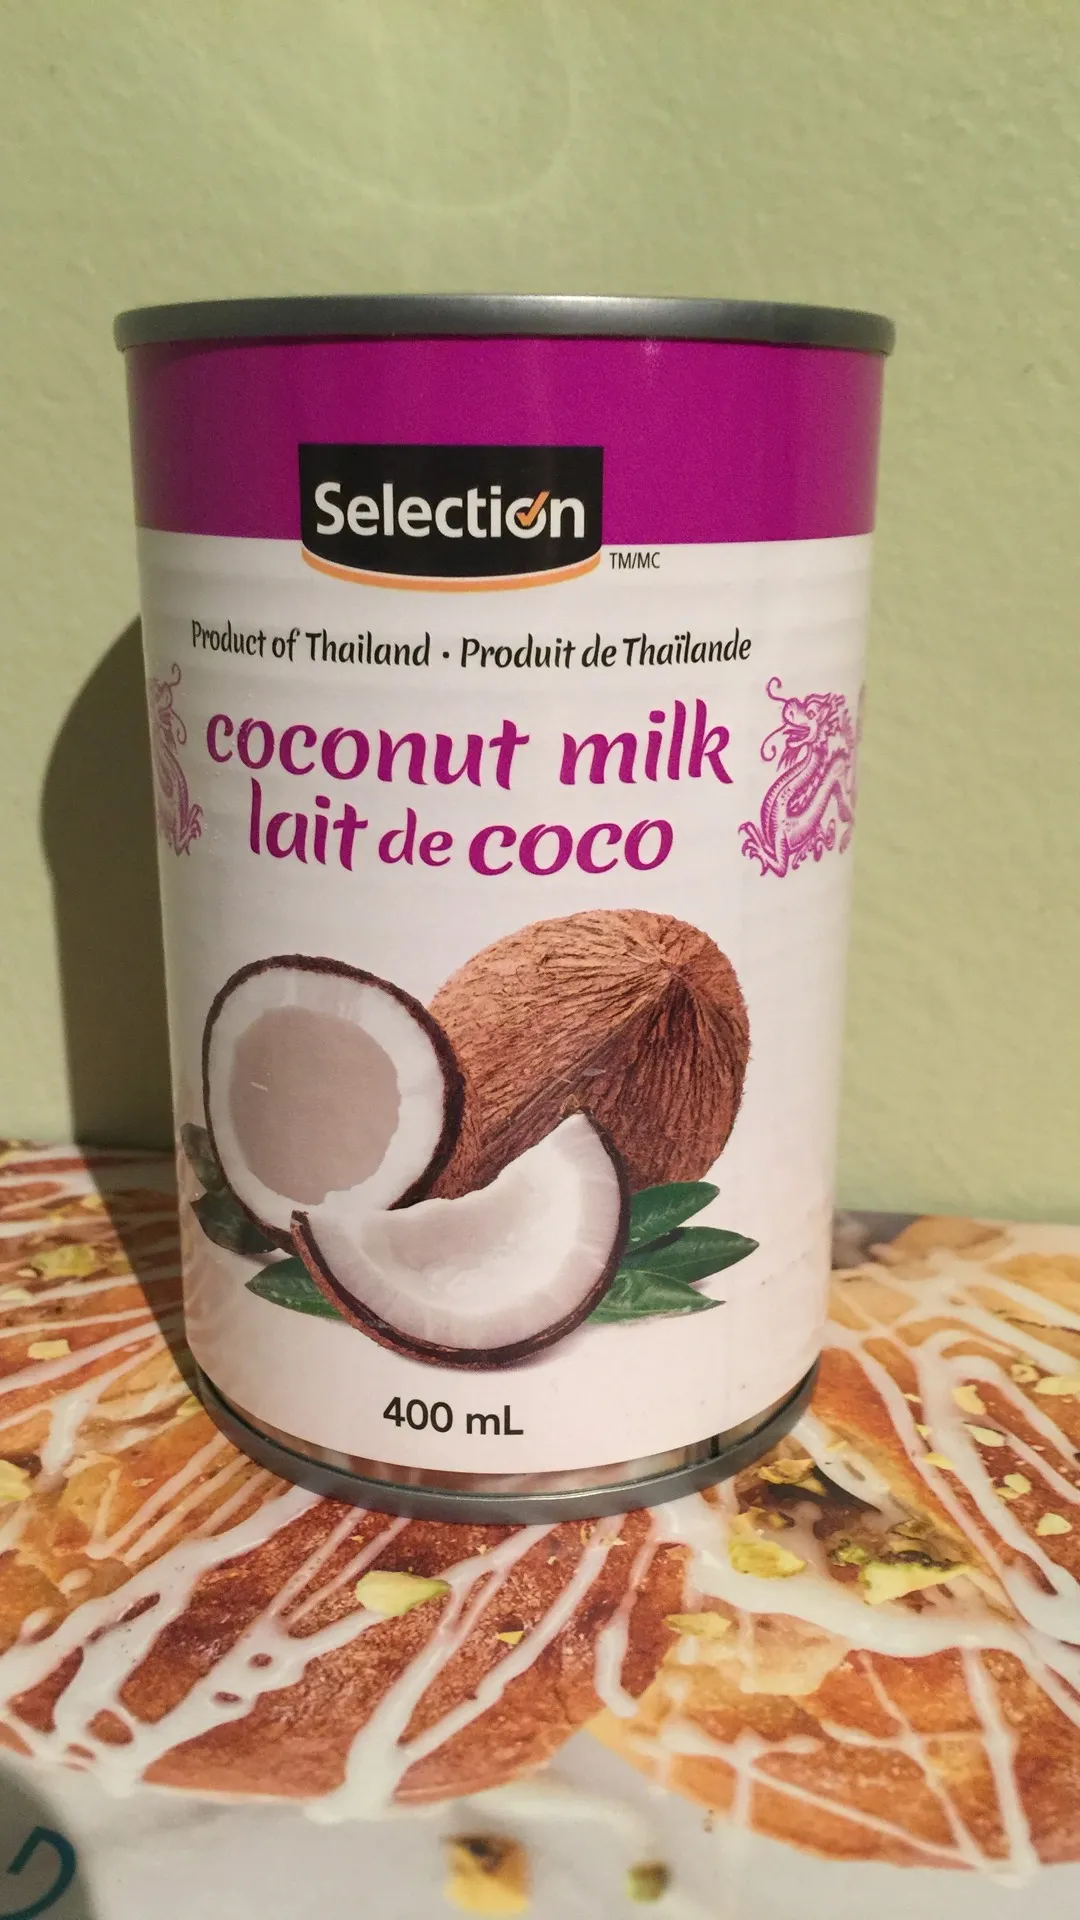 Selection
TM/MC
Product of Thailand • Produit de Thaïlande
coconut milk
lait de coco
400 mL